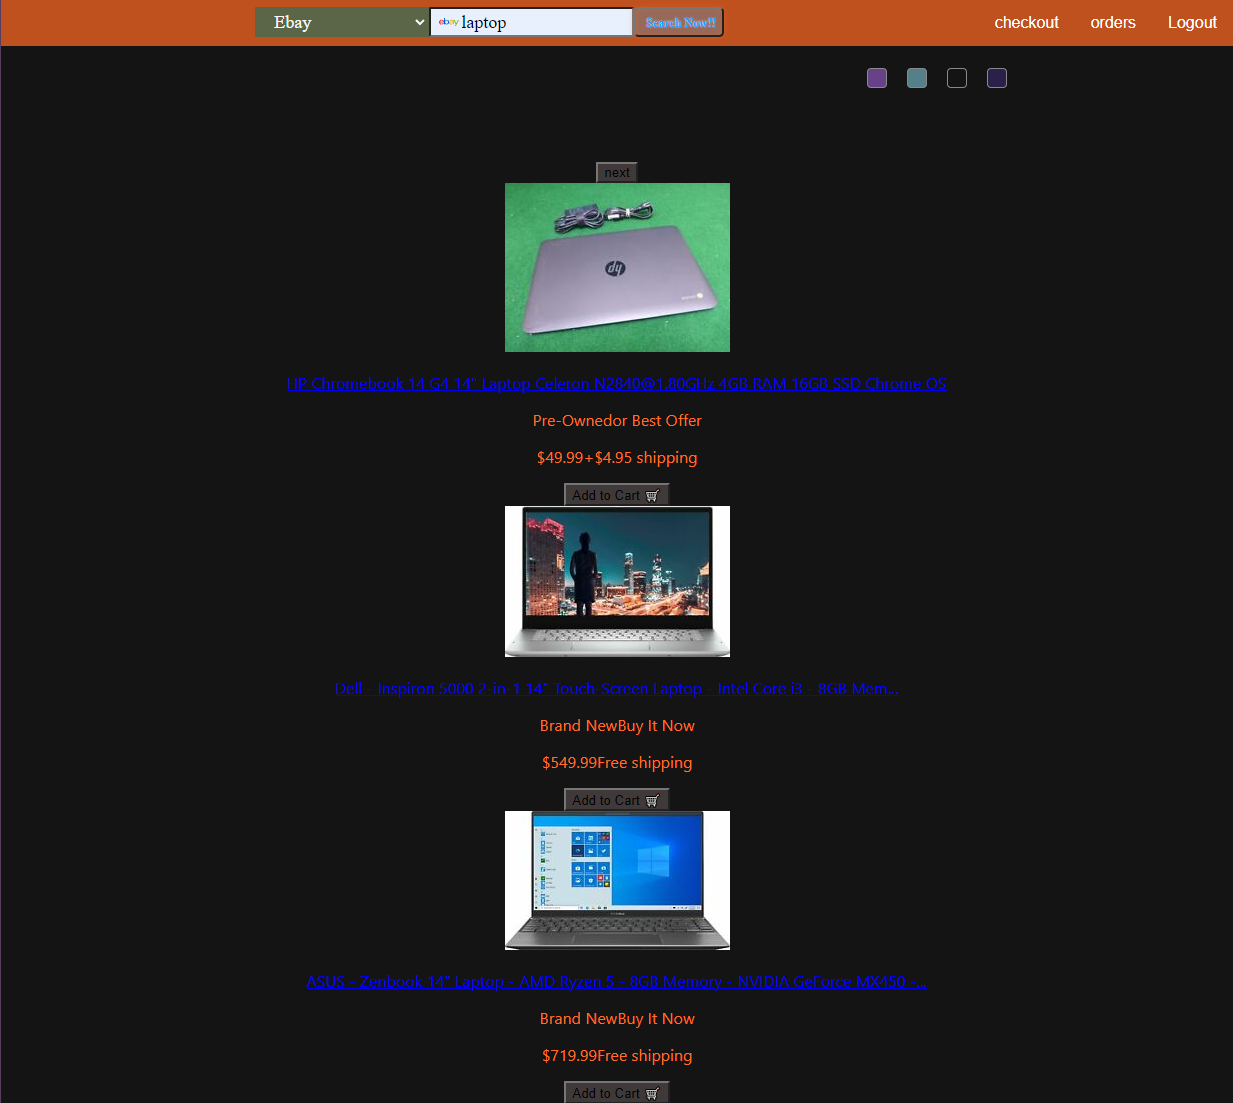 Ebay
ebay laptop
Search Now!!
checkout
orders
Logout
next
hp
HP Chromebook 14 G4 14" Laptop Celeron N2840@1.80GHz 4GB RAM 16GB SSD Chrome OS
Pre-Ownedor Best Offer
$49.99+$4.95 shipping
Add to Cart
Dell - Inspiron 5000 2-in-1 14" Touch-Screen Laptop - Intel Core i3 - 8GB Mem...
Brand NewBuy It Now
$549.99Free shipping
Add to Cart
ASUS - Zenbook 14" Laptop - AMD Ryzen 5 - 8GB Memory - NVIDIA GeForce MX450 -...
Brand NewBuy It Now
$719.99Free shipping
Add to Cart